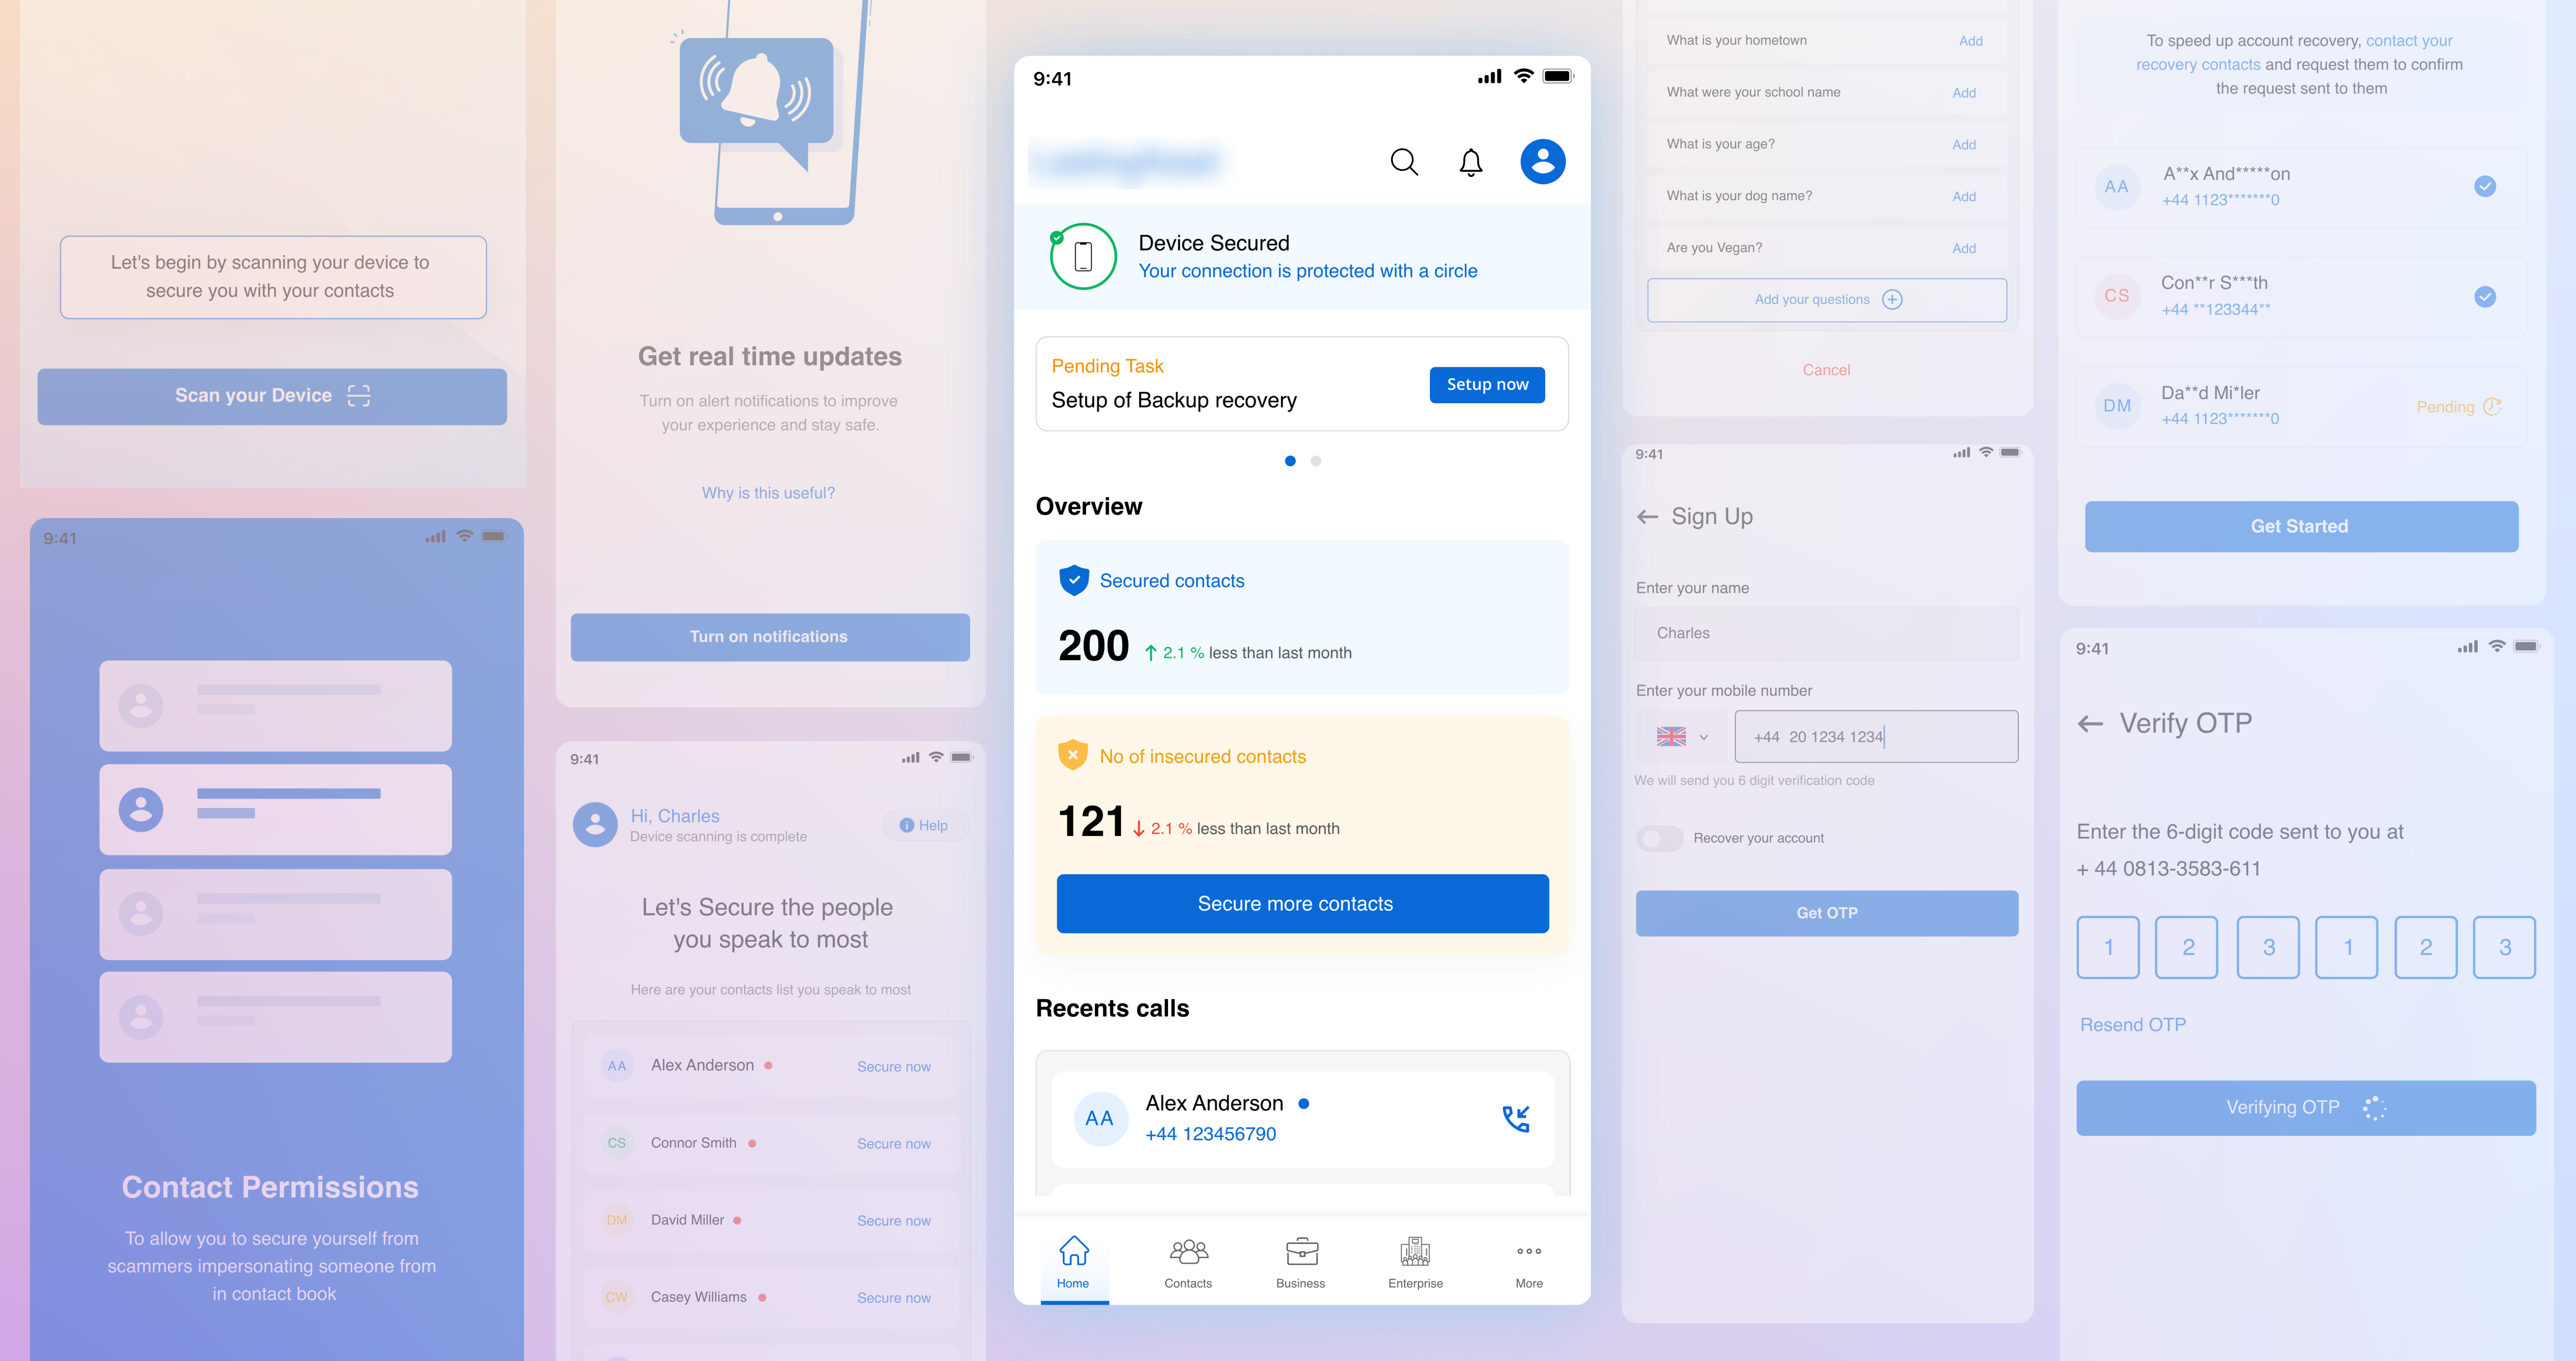 Let's begin by scanning your device to
secure you with your contacts
Scan your Device
9:41
Contact Permissions
To allow you to secure yourself from
scammers impersonating someone from
in contact book
Get real time updates
Turn on alert notifications to improve
your experience and stay safe.
Why is this useful?
Turn on notifications
9:41
Hi, Charles
Device scanning is complete
Help
Let's Secure the people
you speak to most
Here are your contacts list you speak to most
AA Alex Anderson Secure now
CS Connor Smith Secure now
DM David Miller Secure now
CW Casey Williams Secure now
9:41
Device Secured
Your connection is protected with a circle
Pending Task
Setup of Backup recovery
Setup now
Overview
Secured contacts
200 2.1 % less than last month
No of insecured contacts
121 2.1 % less than last month
Secure more contacts
Recents calls
AA
Alex Anderson
+44 123456790
Home Contacts Business Enterprise More
What is your hometown Add
What were your school name Add
What is your age? Add
What is your dog name? Add
Are you Vegan? Add
Add your questions
Cancel
9:41
Sign Up
Enter your name
Charles
Enter your mobile number
+44 20 1234 1234
We will send you 6 digit verification code
Recover your account
Get OTP
To speed up account recovery, contact your
recovery contacts and request them to confirm
the request sent to them
AA
A**x And*****on
+44 1123*******0
CS
Con**r S***th
+44 **123344**
DM
Da**d Mi*ler
+44 1123*******0
Pending
Get Started
9:41
Verify OTP
Enter the 6-digit code sent to you at
+ 44 0813-3583-611
1 2 3 1 2 3
Resend OTP
Verifying OTP